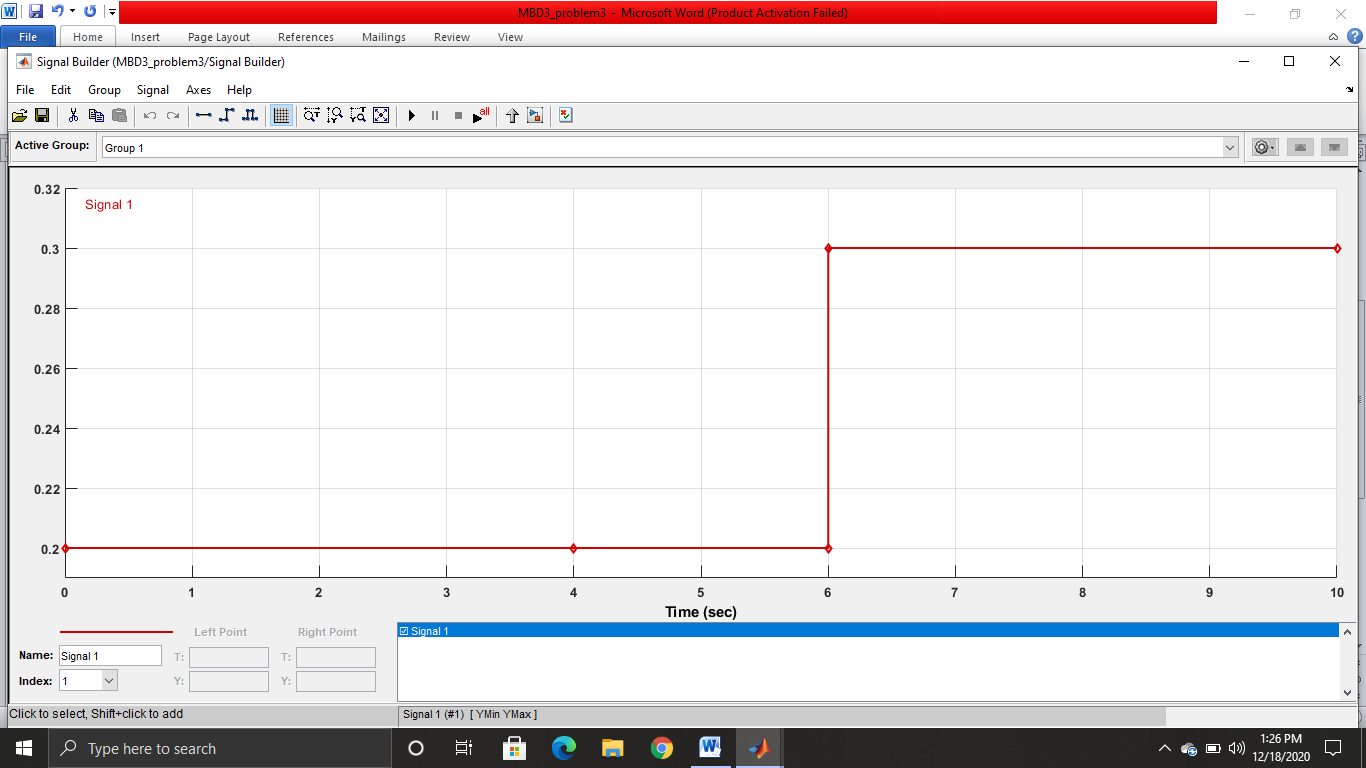 MBD3_problem3 - Microsoft Word (Product Activation Failed)
File Home Insert Page Layout References Mailings Review View
Signal Builder (MBD3_problem3/Signal Builder)
File Edit Group Signal Axes Help
all
Active Group: Group 1
Signal 1
0.32
0.3
0.28
0.26
0.24
0.22
0.2
0 1 2 3 4 5 6 7 8 9 10
Time (sec)
Left Point Right Point
Name: Signal 1 T: T:
Index: 1 Y: Y:
Signal 1
Click to select, Shift+click to add
Signal 1 (#1) [ YMin YMax ]
Type here to search
1:26 PM
12/18/2020